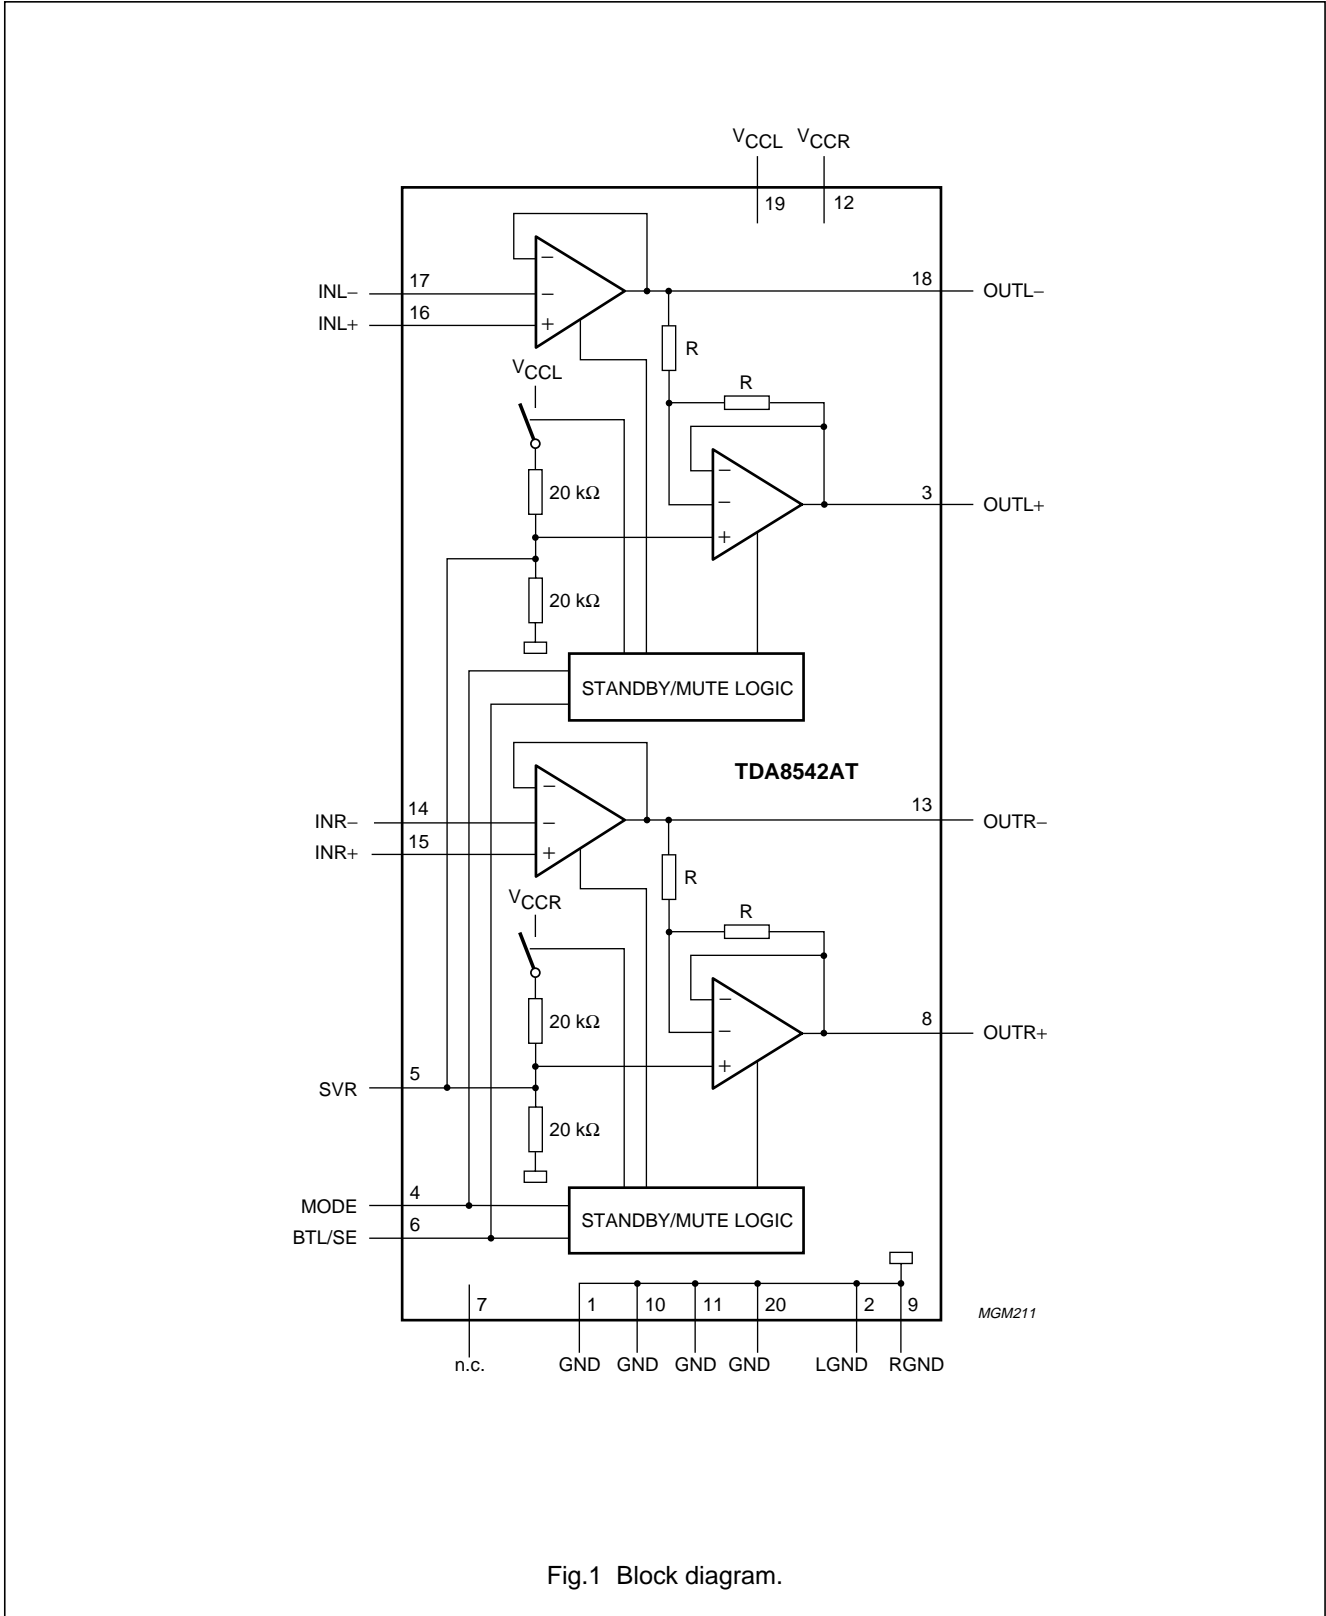 VCCL VCCR
19 12
INL− 17 − − 18 OUTL−
INL+ 16 +
R
VCCL
R
20 kΩ
−
− 3 OUTL+
+
20 kΩ
STANDBY/MUTE LOGIC
TDA8542AT
INR− 14 − − 13 OUTR−
INR+ 15 +
R
VCCR
R
20 kΩ
−
− 8 OUTR+
+
SVR 5
20 kΩ
MODE 4
STANDBY/MUTE LOGIC
BTL/SE 6
7 1 10 11 20 2 9
MGM211
n.c. GND GND GND GND LGND RGND
Fig.1 Block diagram.